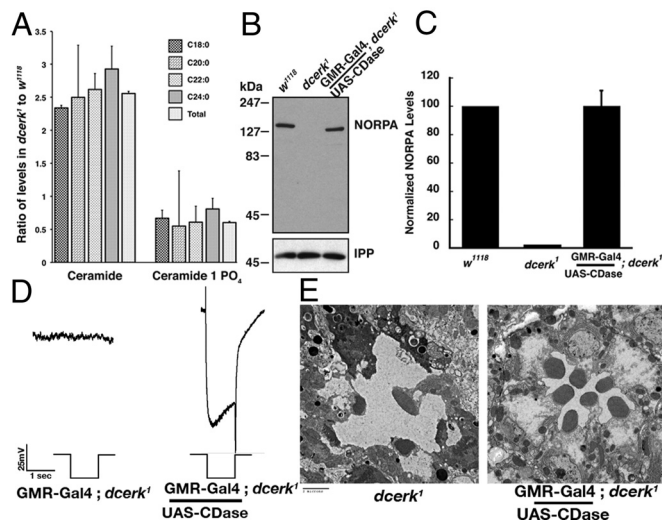 A
Ratio of levels in dcerk¹ to w¹¹¹⁸
3.5
3
2.5
2
1.5
1
0.5
0
C18:0
C20:0
C22:0
C24:0
Total
Ceramide
Ceramide 1 PO₄
B
w¹¹¹⁸
dcerk¹
GMR-Gal4; dcerk¹
UAS-CDase
kDa
247
127
83
45
45
NORPA
IPP
C
Normalized NORPA Levels
120
100
80
60
40
20
0
w¹¹¹⁸
dcerk¹
GMR-Gal4 ; dcerk¹
UAS-CDase
D
25mV
1 sec
GMR-Gal4 ; dcerk¹
GMR-Gal4 ; dcerk¹
UAS-CDase
E
dcerk¹
GMR-Gal4 ; dcerk¹
UAS-CDase